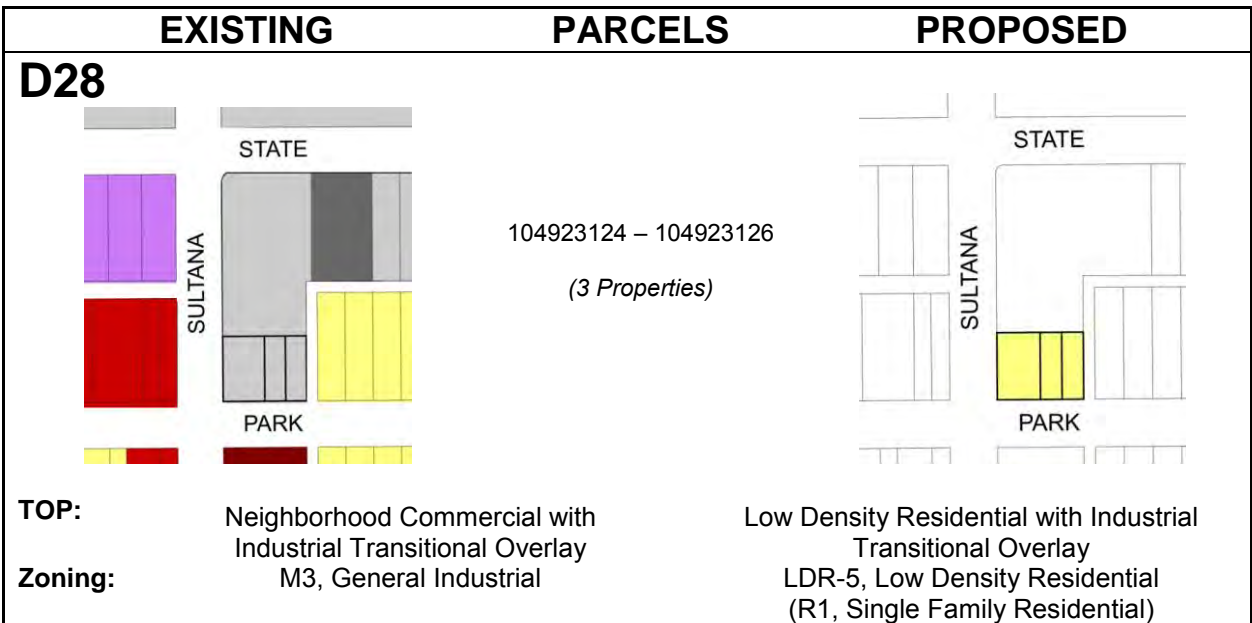 EXISTING PARCELS PROPOSED
D28
STATE
SULTANA
PARK
104923124 – 104923126
(3 Properties)
STATE
SULTANA
PARK
TOP: Neighborhood Commercial with
Industrial Transitional Overlay
Low Density Residential with Industrial
Transitional Overlay
Zoning: M3, General Industrial
LDR-5, Low Density Residential
(R1, Single Family Residential)